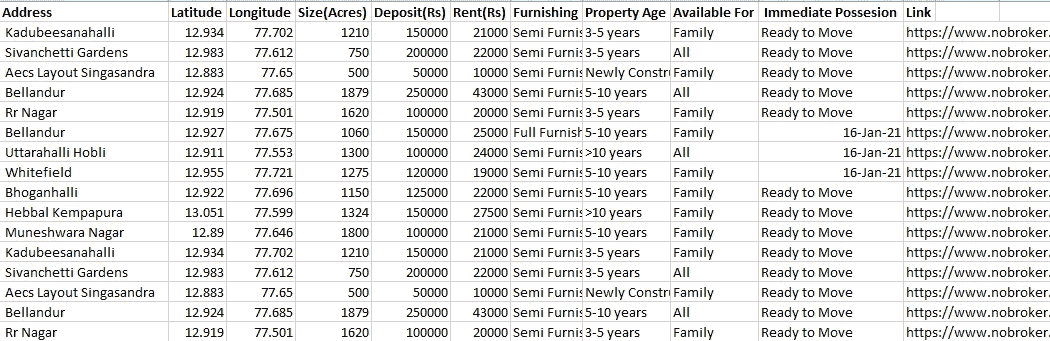 Address Latitude Longitude Size(Acres) Deposit(Rs) Rent(Rs) Furnishing Property Age Available For Immediate Possesion Link
Kadubeesanahalli 12.934 77.702 1210 150000 21000 Semi Furnis 3-5 years Family Ready to Move https://www.nobroker.
Sivanchetti Gardens 12.983 77.612 750 200000 22000 Semi Furnis 3-5 years All Ready to Move https://www.nobroker.
Aecs Layout Singasandra 12.883 77.65 500 50000 10000 Semi Furnis Newly Constru Family Ready to Move https://www.nobroker.
Bellandur 12.924 77.685 1879 250000 43000 Semi Furnis 5-10 years All Ready to Move https://www.nobroker.
Rr Nagar 12.919 77.501 1620 100000 20000 Semi Furnis 3-5 years Family Ready to Move https://www.nobroker.
Bellandur 12.927 77.675 1060 150000 25000 Full Furnish 5-10 years Family 16-Jan-21 https://www.nobroker.
Uttarahalli Hobli 12.911 77.553 1300 100000 24000 Semi Furnis >10 years All 16-Jan-21 https://www.nobroker.
Whitefield 12.955 77.721 1275 120000 19000 Semi Furnis 5-10 years Family 16-Jan-21 https://www.nobroker.
Bhoganhalli 12.922 77.696 1150 125000 22000 Semi Furnis 5-10 years Family Ready to Move https://www.nobroker.
Hebbal Kempapura 13.051 77.599 1324 150000 27500 Semi Furnis >10 years Family Ready to Move https://www.nobroker.
Muneshwara Nagar 12.89 77.646 1800 100000 21000 Semi Furnis 5-10 years Family Ready to Move https://www.nobroker.
Kadubeesanahalli 12.934 77.702 1210 150000 21000 Semi Furnis 3-5 years Family Ready to Move https://www.nobroker.
Sivanchetti Gardens 12.983 77.612 750 200000 22000 Semi Furnis 3-5 years All Ready to Move https://www.nobroker.
Aecs Layout Singasandra 12.883 77.65 500 50000 10000 Semi Furnis Newly Constru Family Ready to Move https://www.nobroker.
Bellandur 12.924 77.685 1879 250000 43000 Semi Furnis 5-10 years All Ready to Move https://www.nobroker.
Rr Nagar 12.919 77.501 1620 100000 20000 Semi Furnis 3-5 years Family Ready to Move https://www.nobroker.